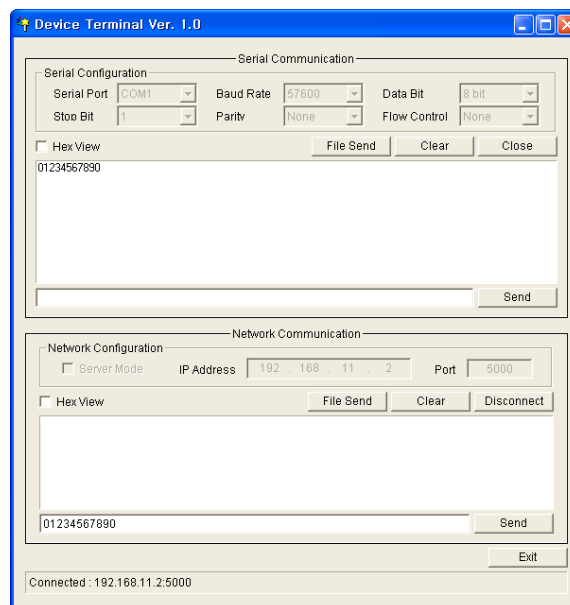 Device Terminal Ver. 1.0
Serial Communication
Serial Configuration
Serial Port COM1 Baud Rate 57600 Data Bit 8 bit
Stop Bit 1 Parity None Flow Control None
Hex View File Send Clear Close
01234567890
Send
Network Communication
Network Configuration
Server Mode IP Address 192 . 168 . 11 . 2 Port 5000
Hex View File Send Clear Disconnect
01234567890 Send
Exit
Connected : 192.168.11.2:5000